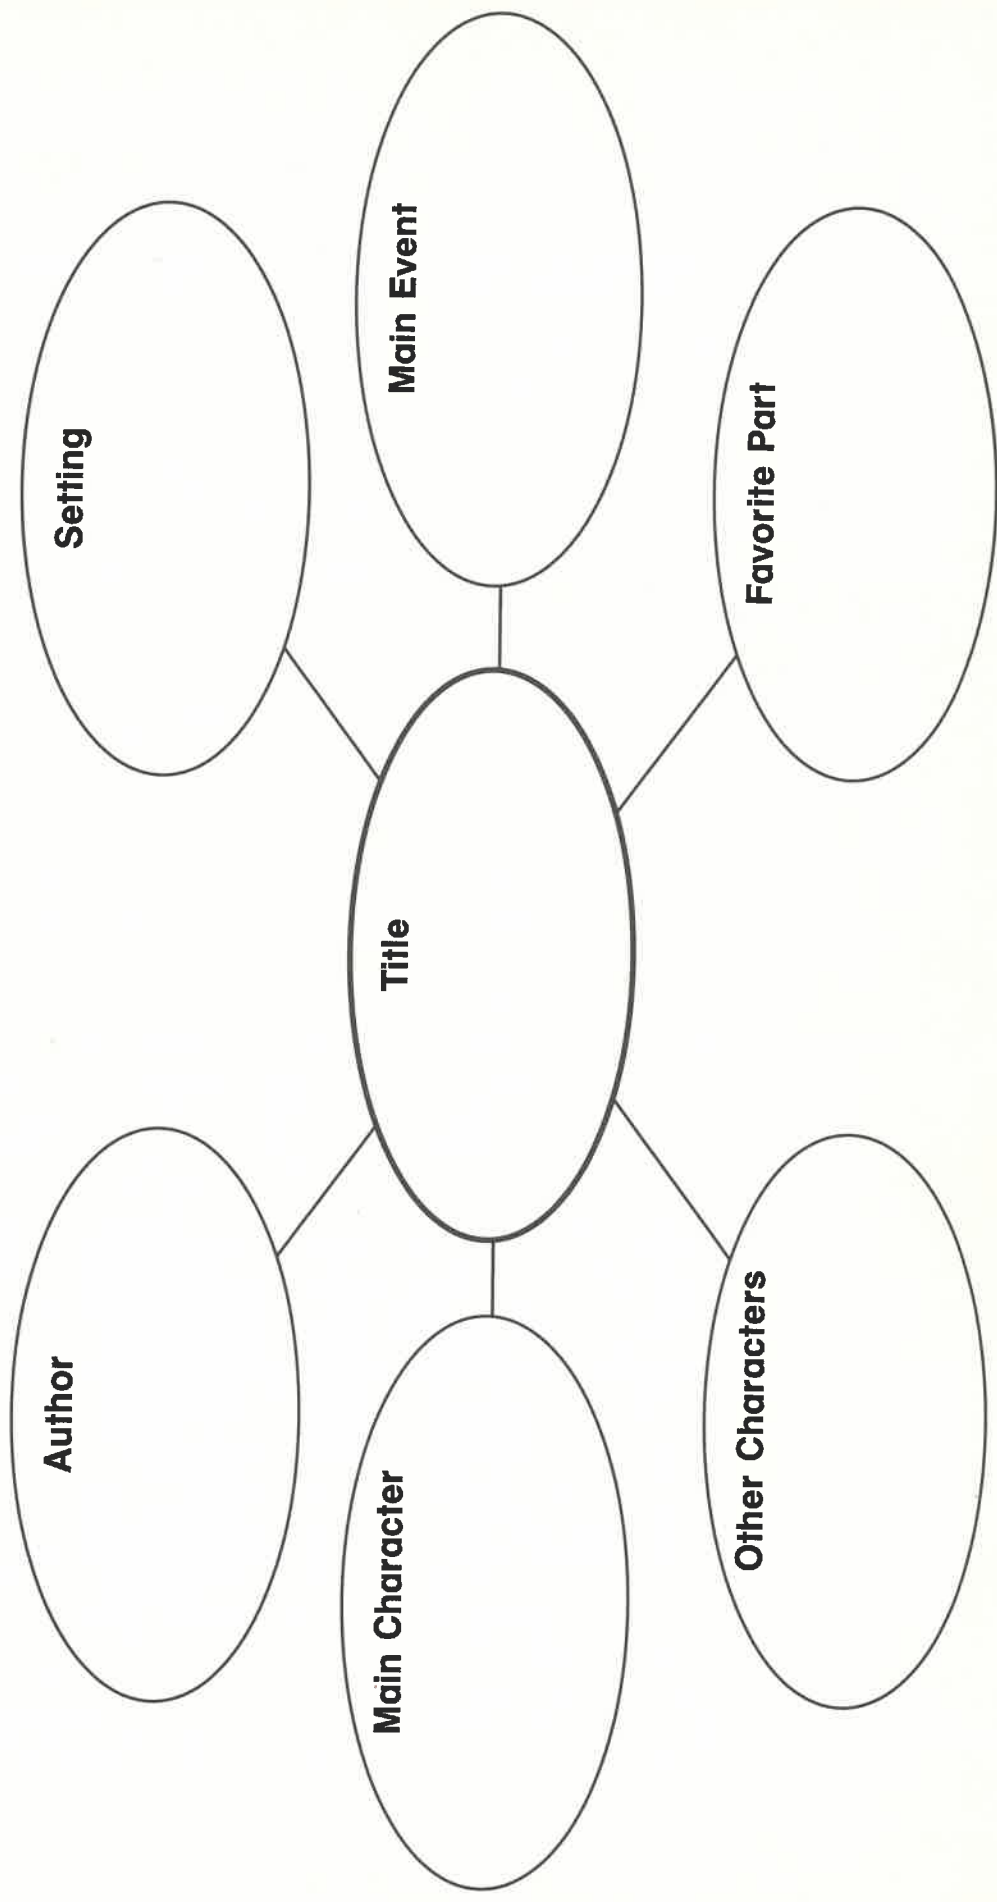 Author
Setting
Main Character
Title
Main Event
Other Characters
Favorite Part